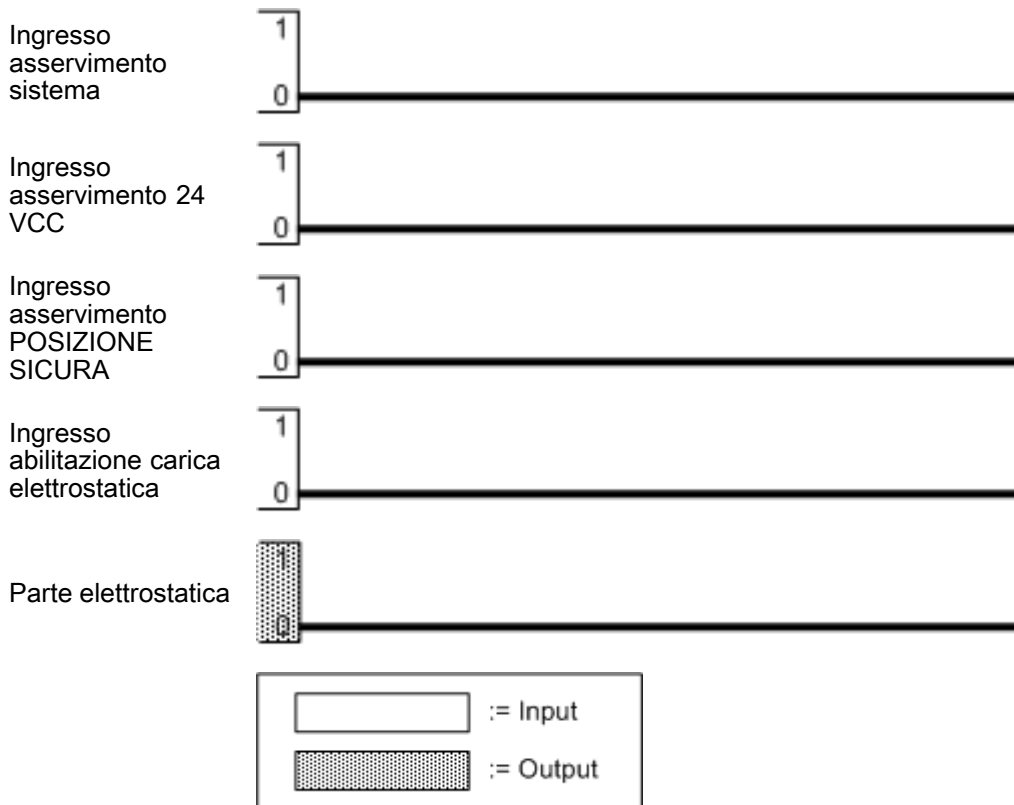 Ingresso
asservimento
sistema
1
0
Ingresso
asservimento 24
VCC
1
0
Ingresso
asservimento
POSIZIONE
SICURA
1
0
Ingresso
abilitazione carica
elettrostatica
1
0
Parte elettrostatica
1
0
:= Input
:= Output